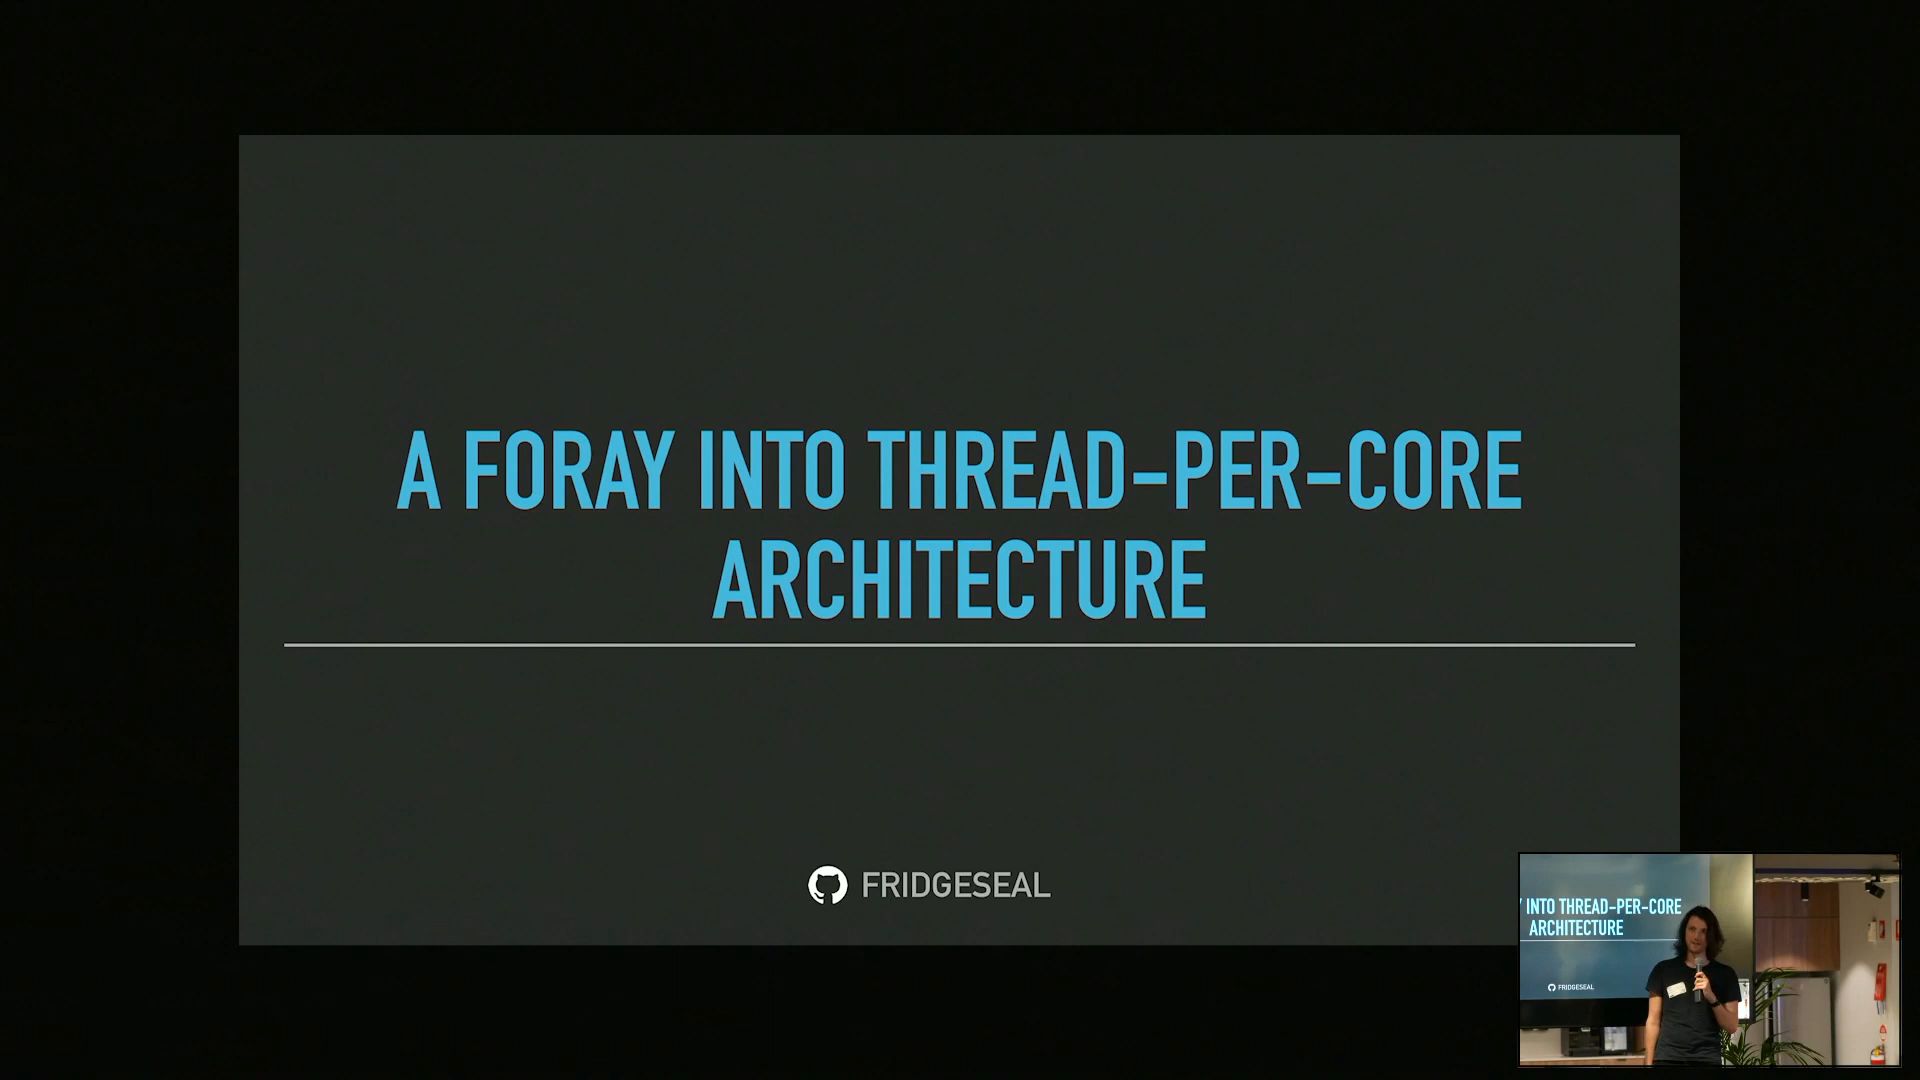 A FORAY INTO THREAD-PER-CORE
ARCHITECTURE
FRIDGESEAL
INTO THREAD-PER-CORE
ARCHITECTURE
FRIDGESEAL